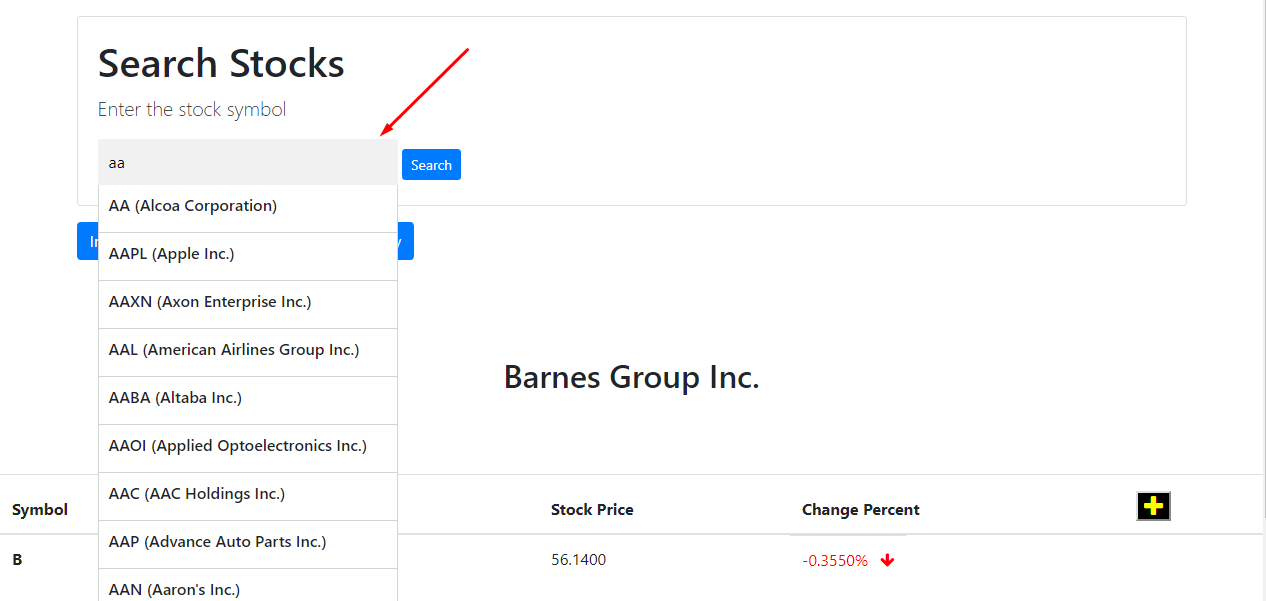 Search Stocks
Enter the stock symbol
aa
Search
AA (Alcoa Corporation)
AAPL (Apple Inc.)
AAXN (Axon Enterprise Inc.)
AAL (American Airlines Group Inc.)
AABA (Altaba Inc.)
AAOI (Applied Optoelectronics Inc.)
AAC (AAC Holdings Inc.)
AAP (Advance Auto Parts Inc.)
AAN (Aaron's Inc.)
Barnes Group Inc.
Symbol Stock Price Change Percent
B 56.1400 -0.3550%